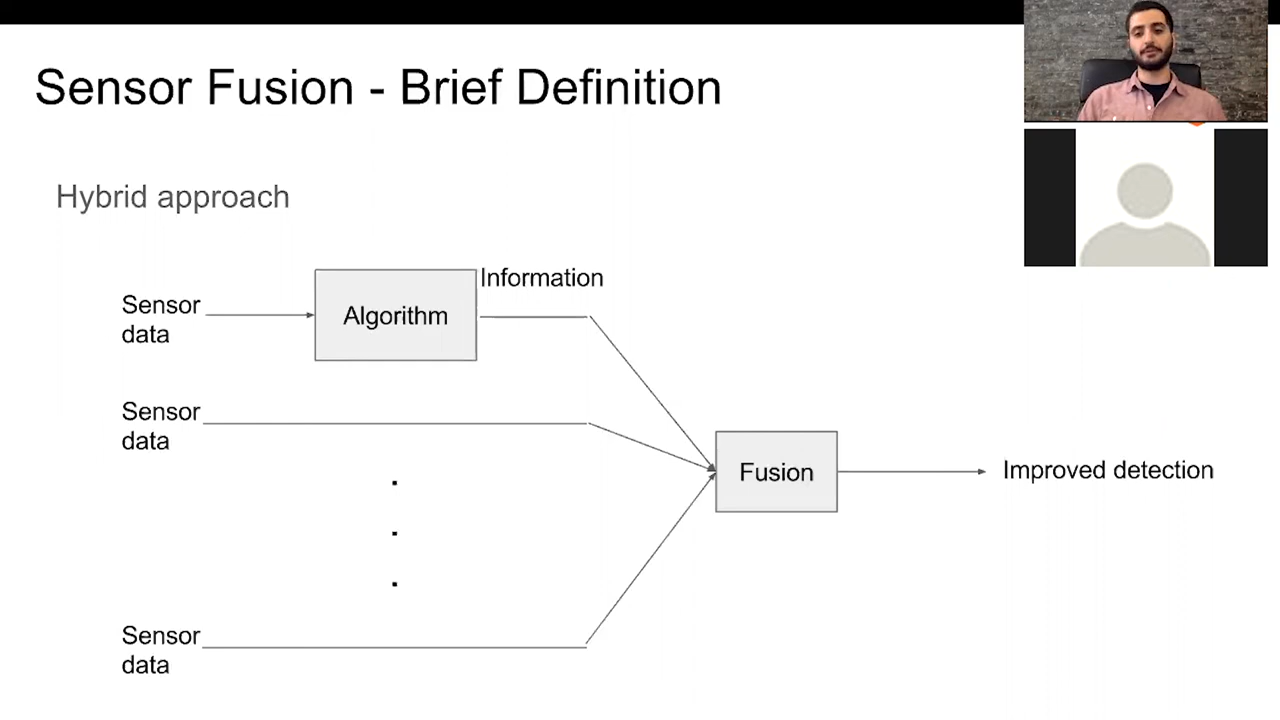 Sensor Fusion - Brief Definition
Hybrid approach
Information
Sensor
data
Algorithm
Sensor
data
Fusion
Improved detection
Sensor
data